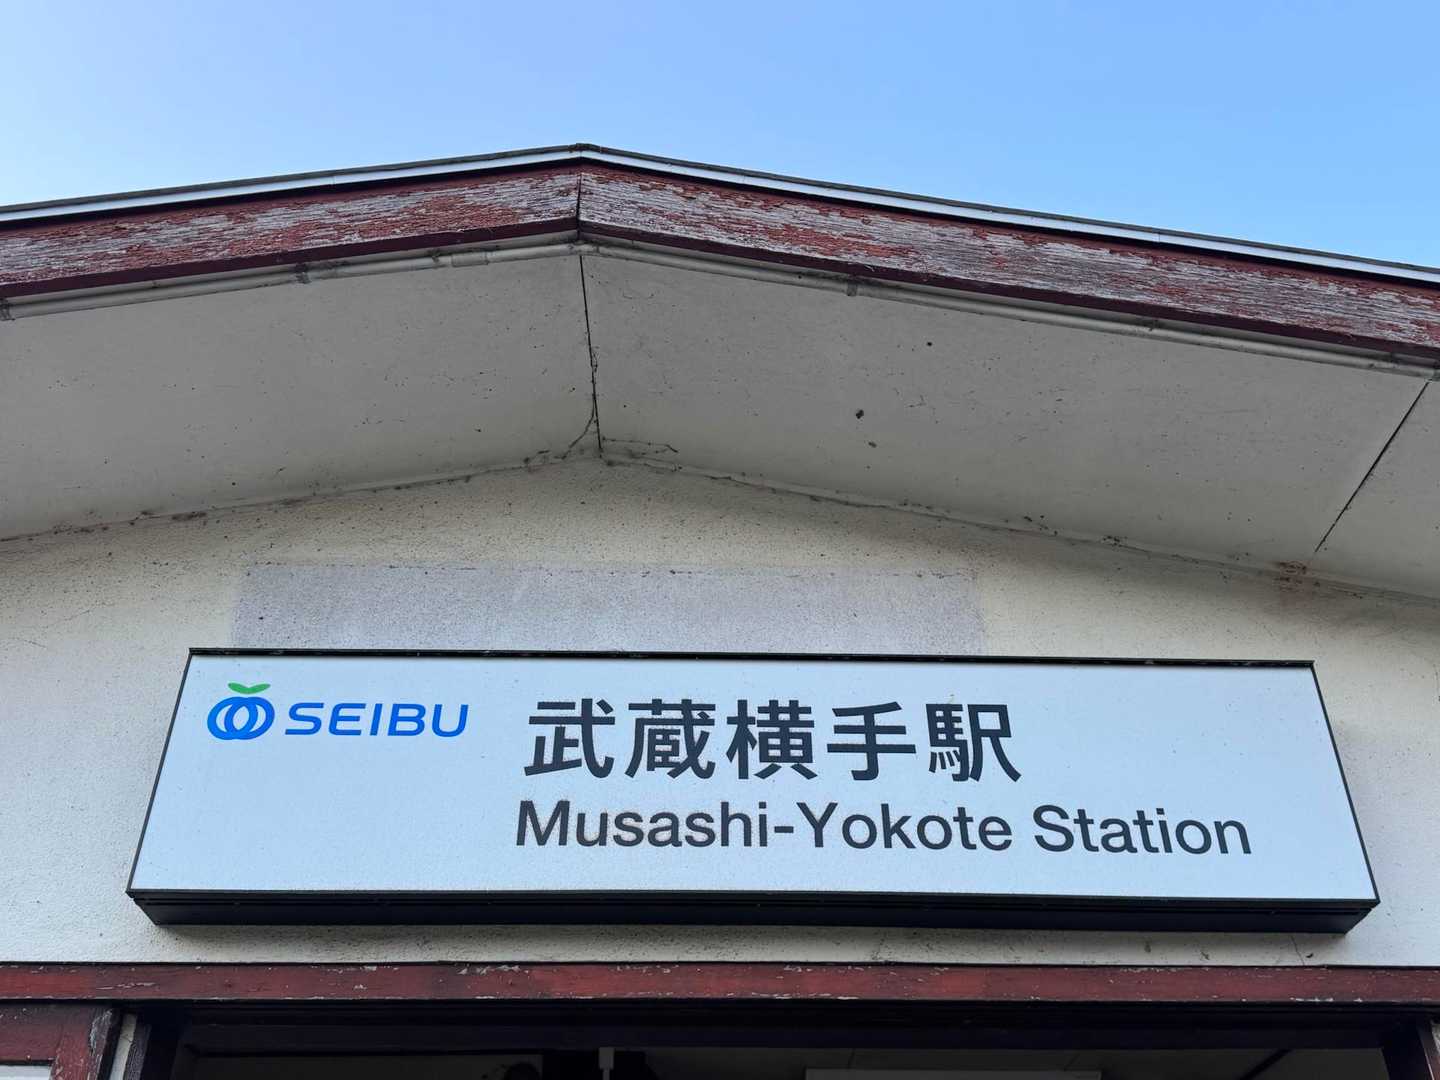 SEIBU
武蔵横手駅
Musashi-Yokote Station